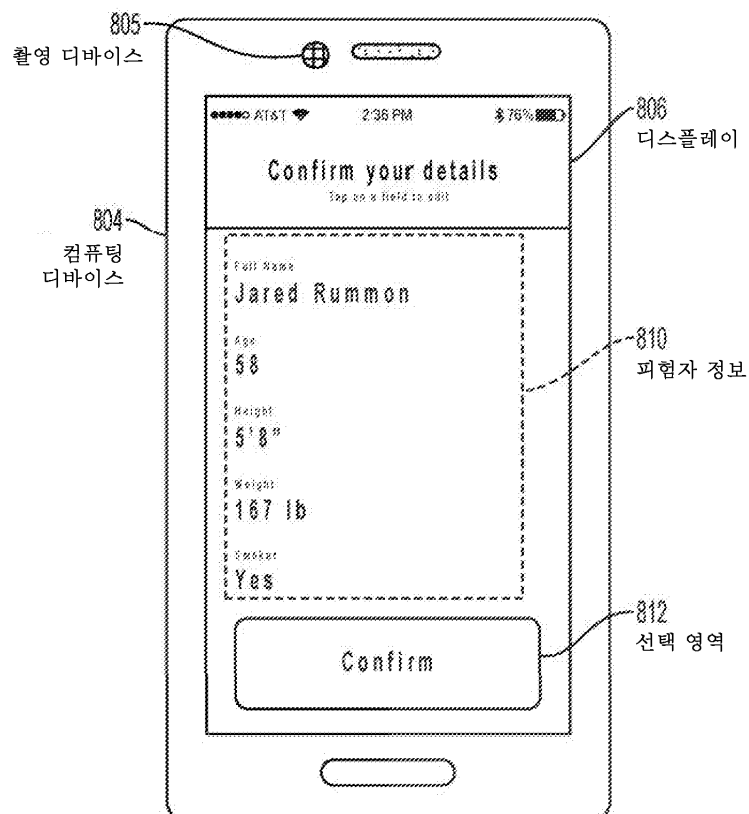 805
촬영 디바이스
AT&T 2:36 PM 76%
806
디스플레이
Confirm your details
Tap on a field to edit
804
컴퓨팅
디바이스
Full Name
Jared Rummon
Age
58
810
피험자 정보
Height
5'8"
Weight
167 lb
Smoker
Yes
812
선택 영역
Confirm